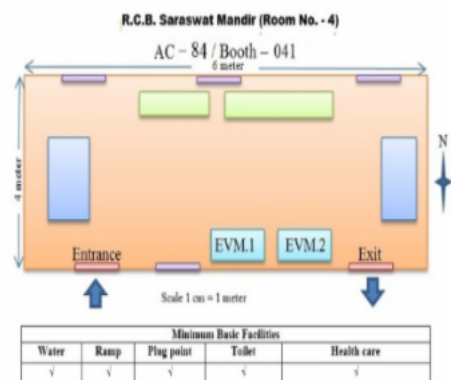 R.C.B. Saraswat Mandir (Room No. - 4)
AC - 84 / Booth - 041
6 meter
4 meter
N
EVM.1 EVM.2
Entrance Exit
Scale 1 cm = 1 meter
Minimum Basic Facilities
Water Ramp Plug point Toilet Health care
√ √ √ √ √